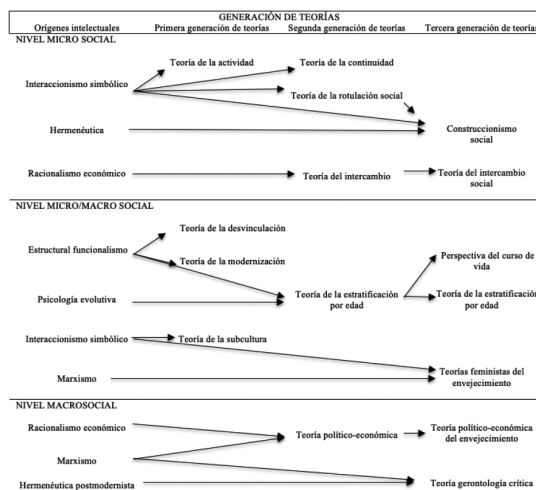 GENERACIÓN DE TEORÍAS
Orígenes intelectuales Primera generación de teorías Segunda generación de teorías Tercera generación de teorías
NIVEL MICRO SOCIAL
Teoría de la actividad Teoría de la continuidad
Interaccionismo simbólico
Teoría de la rotulación social
Hermenéutica Construccionismo
social
Racionalismo económico Teoría del intercambio Teoría del intercambio
social
NIVEL MICRO/MACRO SOCIAL
Teoría de la desvinculación
Estructural funcionalismo Perspectiva del curso de
vida
Teoría de la modernización
Psicología evolutiva Teoría de la estratificación Teoría de la estratificación
por edad por edad
Interaccionismo simbólico Teoría de la subcultura
Marxismo Teorías feministas del
envejecimiento
NIVEL MACROSOCIAL
Racionalismo económico
Teoría político-económica Teoría político-económica
del envejecimiento
Marxismo
Hermenéutica postmodernista Teoría gerontología crítica